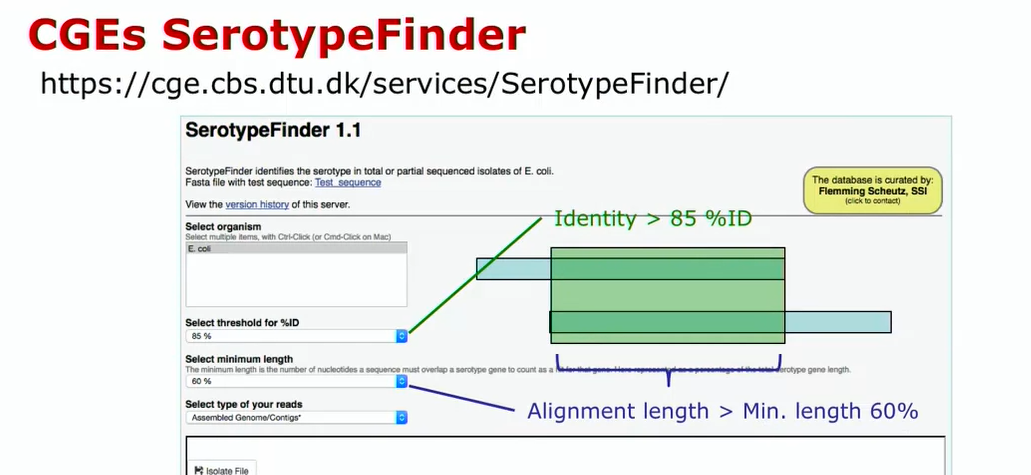 CGEs SerotypeFinder
https://cge.cbs.dtu.dk/services/SerotypeFinder/
SerotypeFinder 1.1
SerotypeFinder identifies the serotype in total or partial sequenced isolates of E. coli.
Fasta file with test sequence: Test_sequence
The database is curated by:
Flemming Scheutz, SSI
(click to contact)
View the version history of this server.
Identity > 85 %ID
Select organism
Select multiple items, with Ctrl-Click (or Cmd-Click on Mac)
E. coli
Select threshold for %ID
85 %
Select minimum length
The minimum length is the number of nucleotides a sequence must overlap a serotype gene to count as a hit for that gene. Here represented as a percentage of the total serotype gene length.
60 %
Alignment length > Min. length 60%
Select type of your reads
Assembled Genome/Contigs*
Isolate File